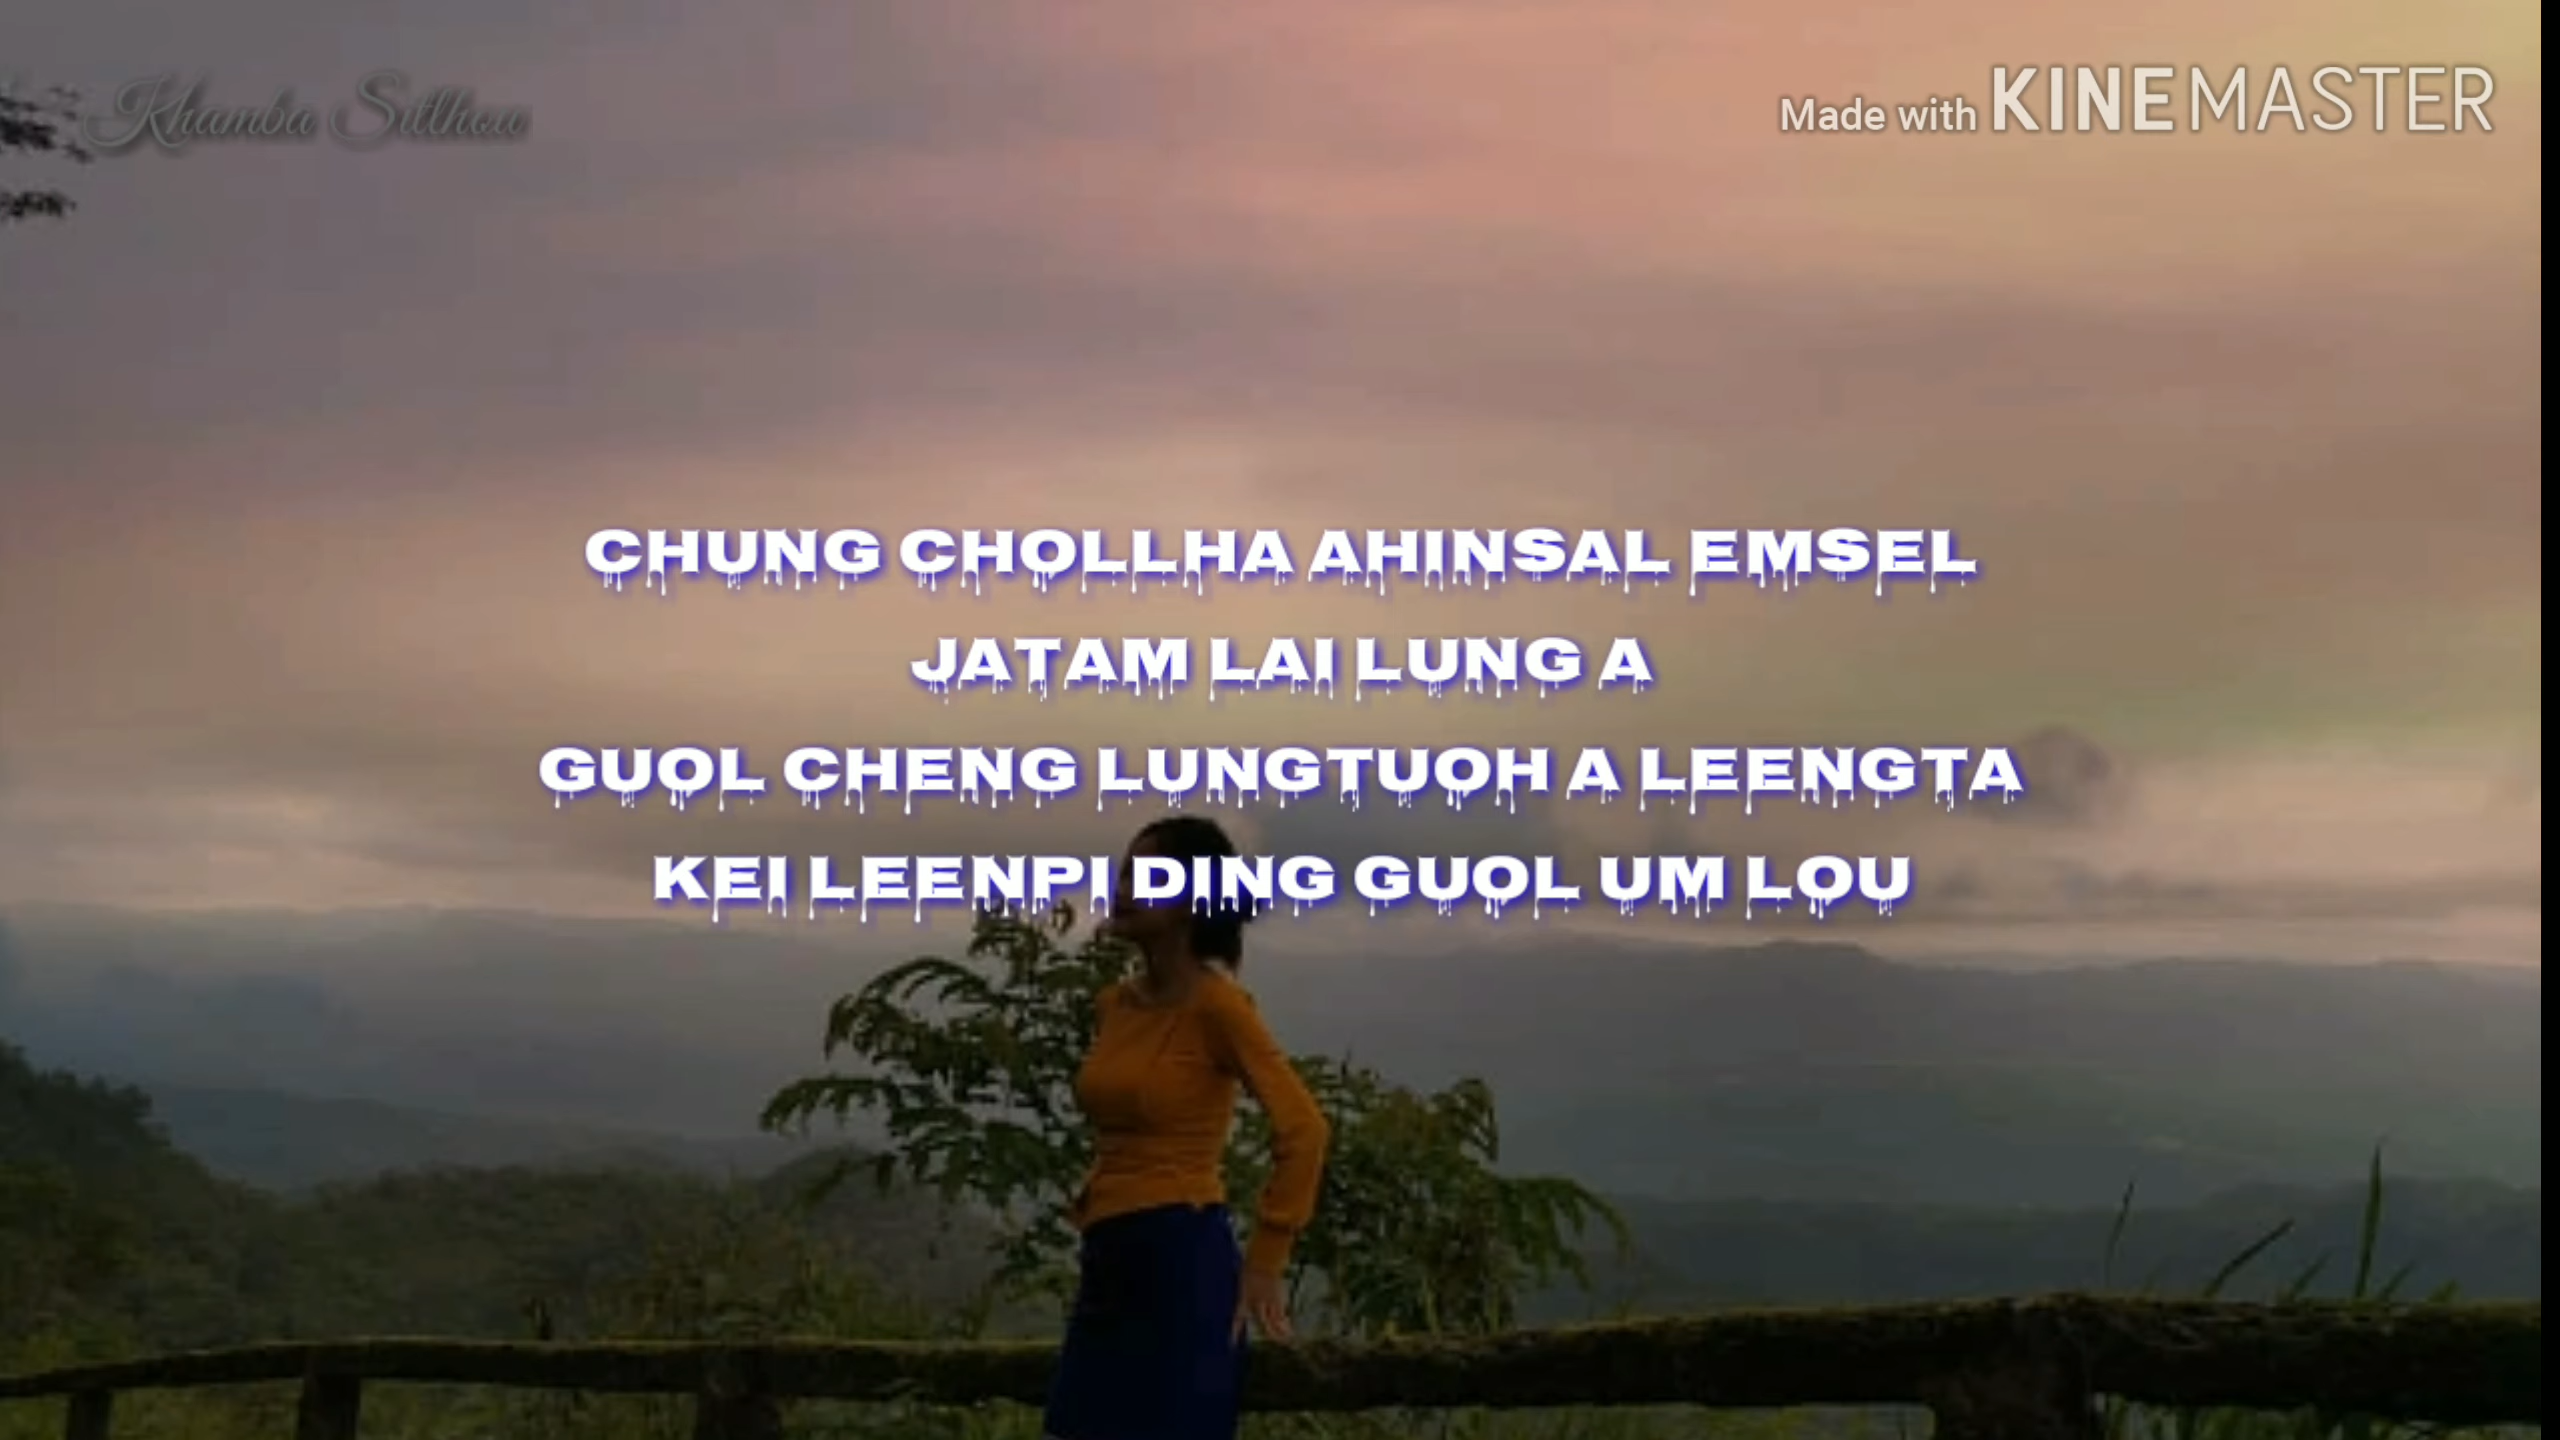 Khamba Sitlhou
Made with KINEMASTER
CHUNG CHOLLHA AHINSAL EMSEL
JATAM LAI LUNG A
GUOL CHENG LUNGTUOH A LEENGTA
KEI LEENPI DING GUOL UM LOU